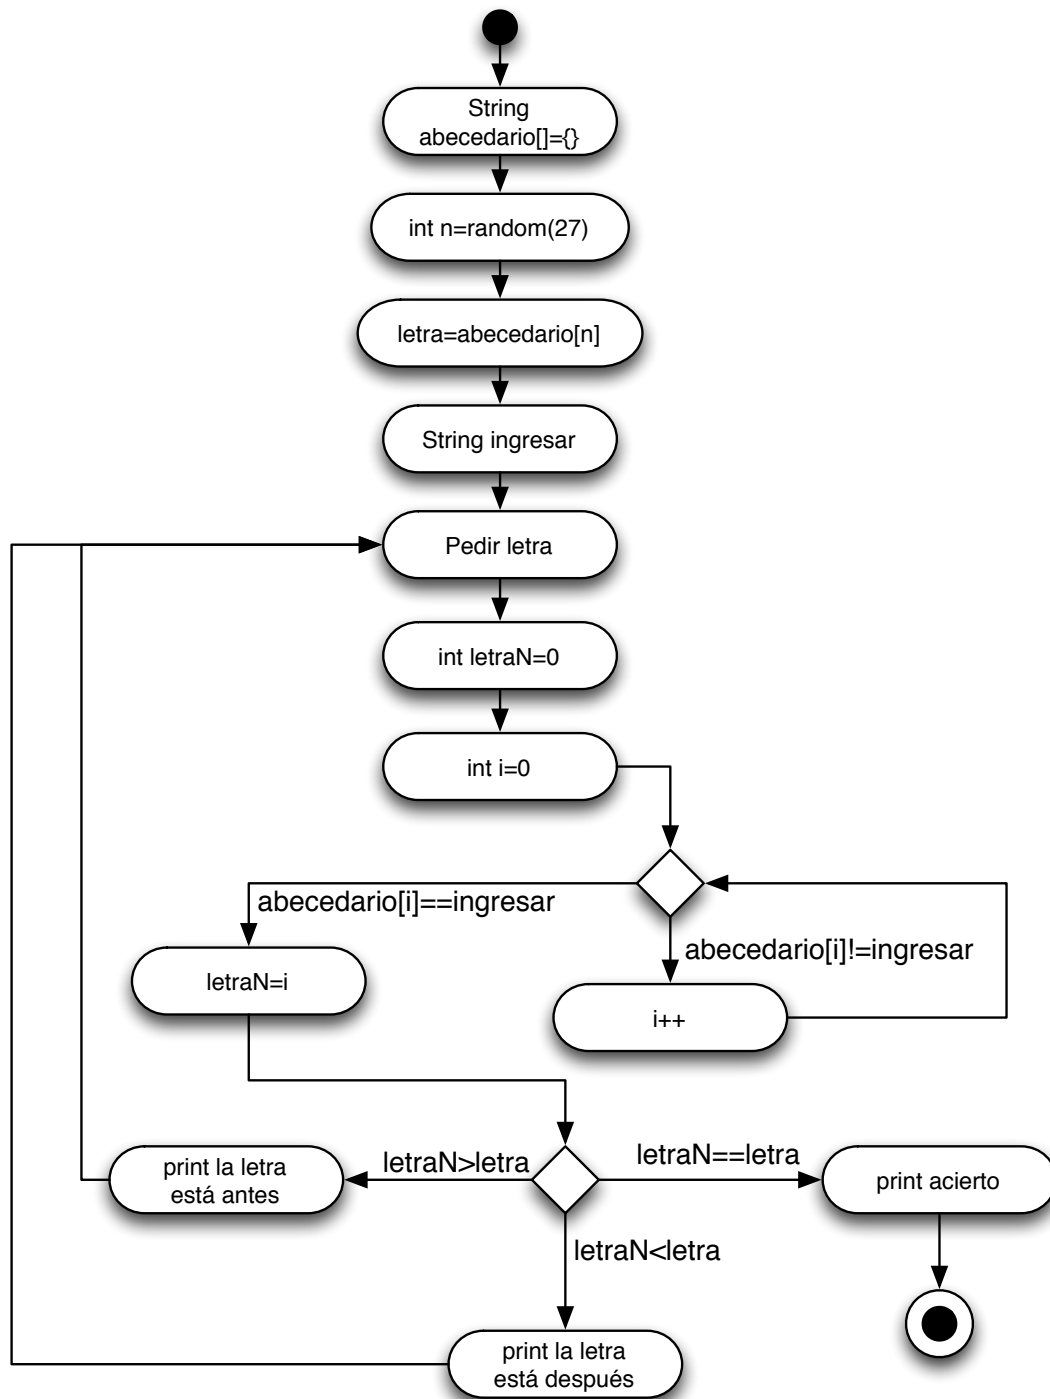 String
abecedario[]={}
int n=random(27)
letra=abecedario[n]
String ingresar
Pedir letra
int letraN=0
int i=0
abecedario[i]==ingresar
abecedario[i]!=ingresar
letraN=i
i++
print la letra
está antes
letraN>letra
letraN==letra
print acierto
letraN<letra
print la letra
está después